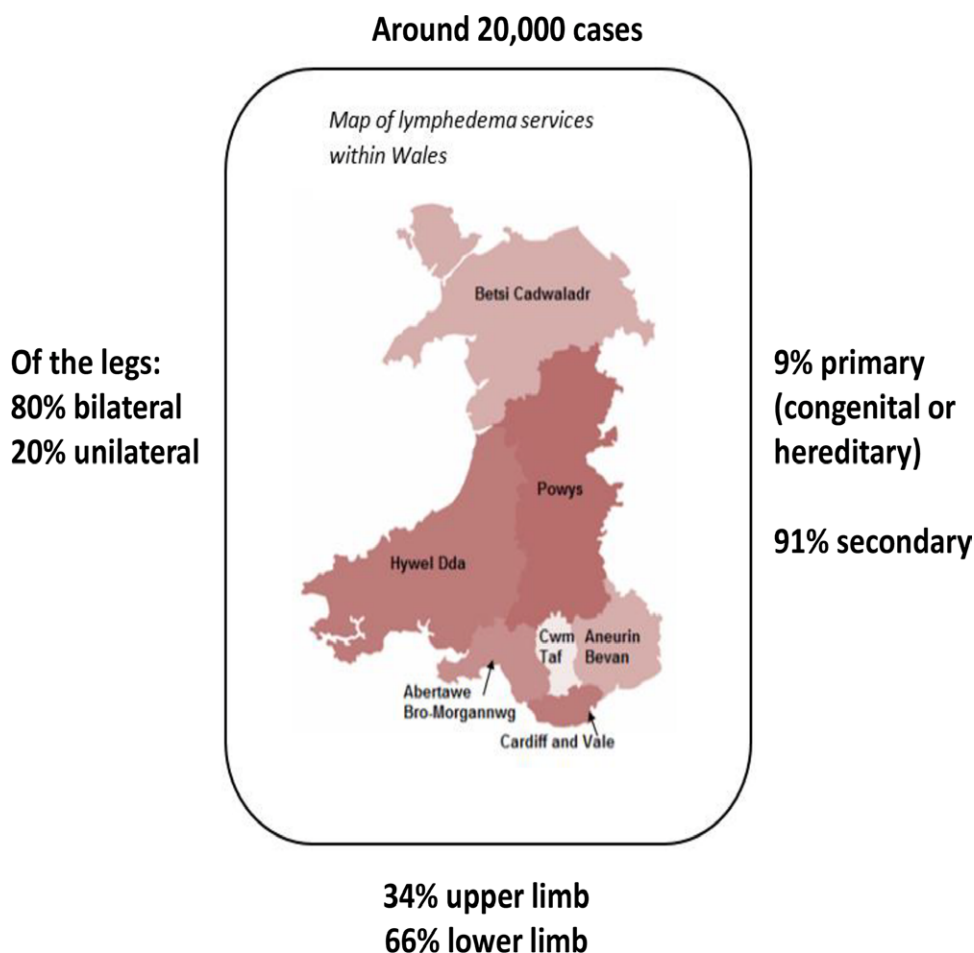 Around 20,000 cases
Map of lymphedema services
within Wales
Betsi Cadwaladr
Of the legs:
80% bilateral
20% unilateral
9% primary
(congenital or
hereditary)
91% secondary
Powys
Hywel Dda
Cwm
Taf
Aneurin
Bevan
Abertawe
Bro-Morgannwg
Cardiff and Vale
34% upper limb
66% lower limb